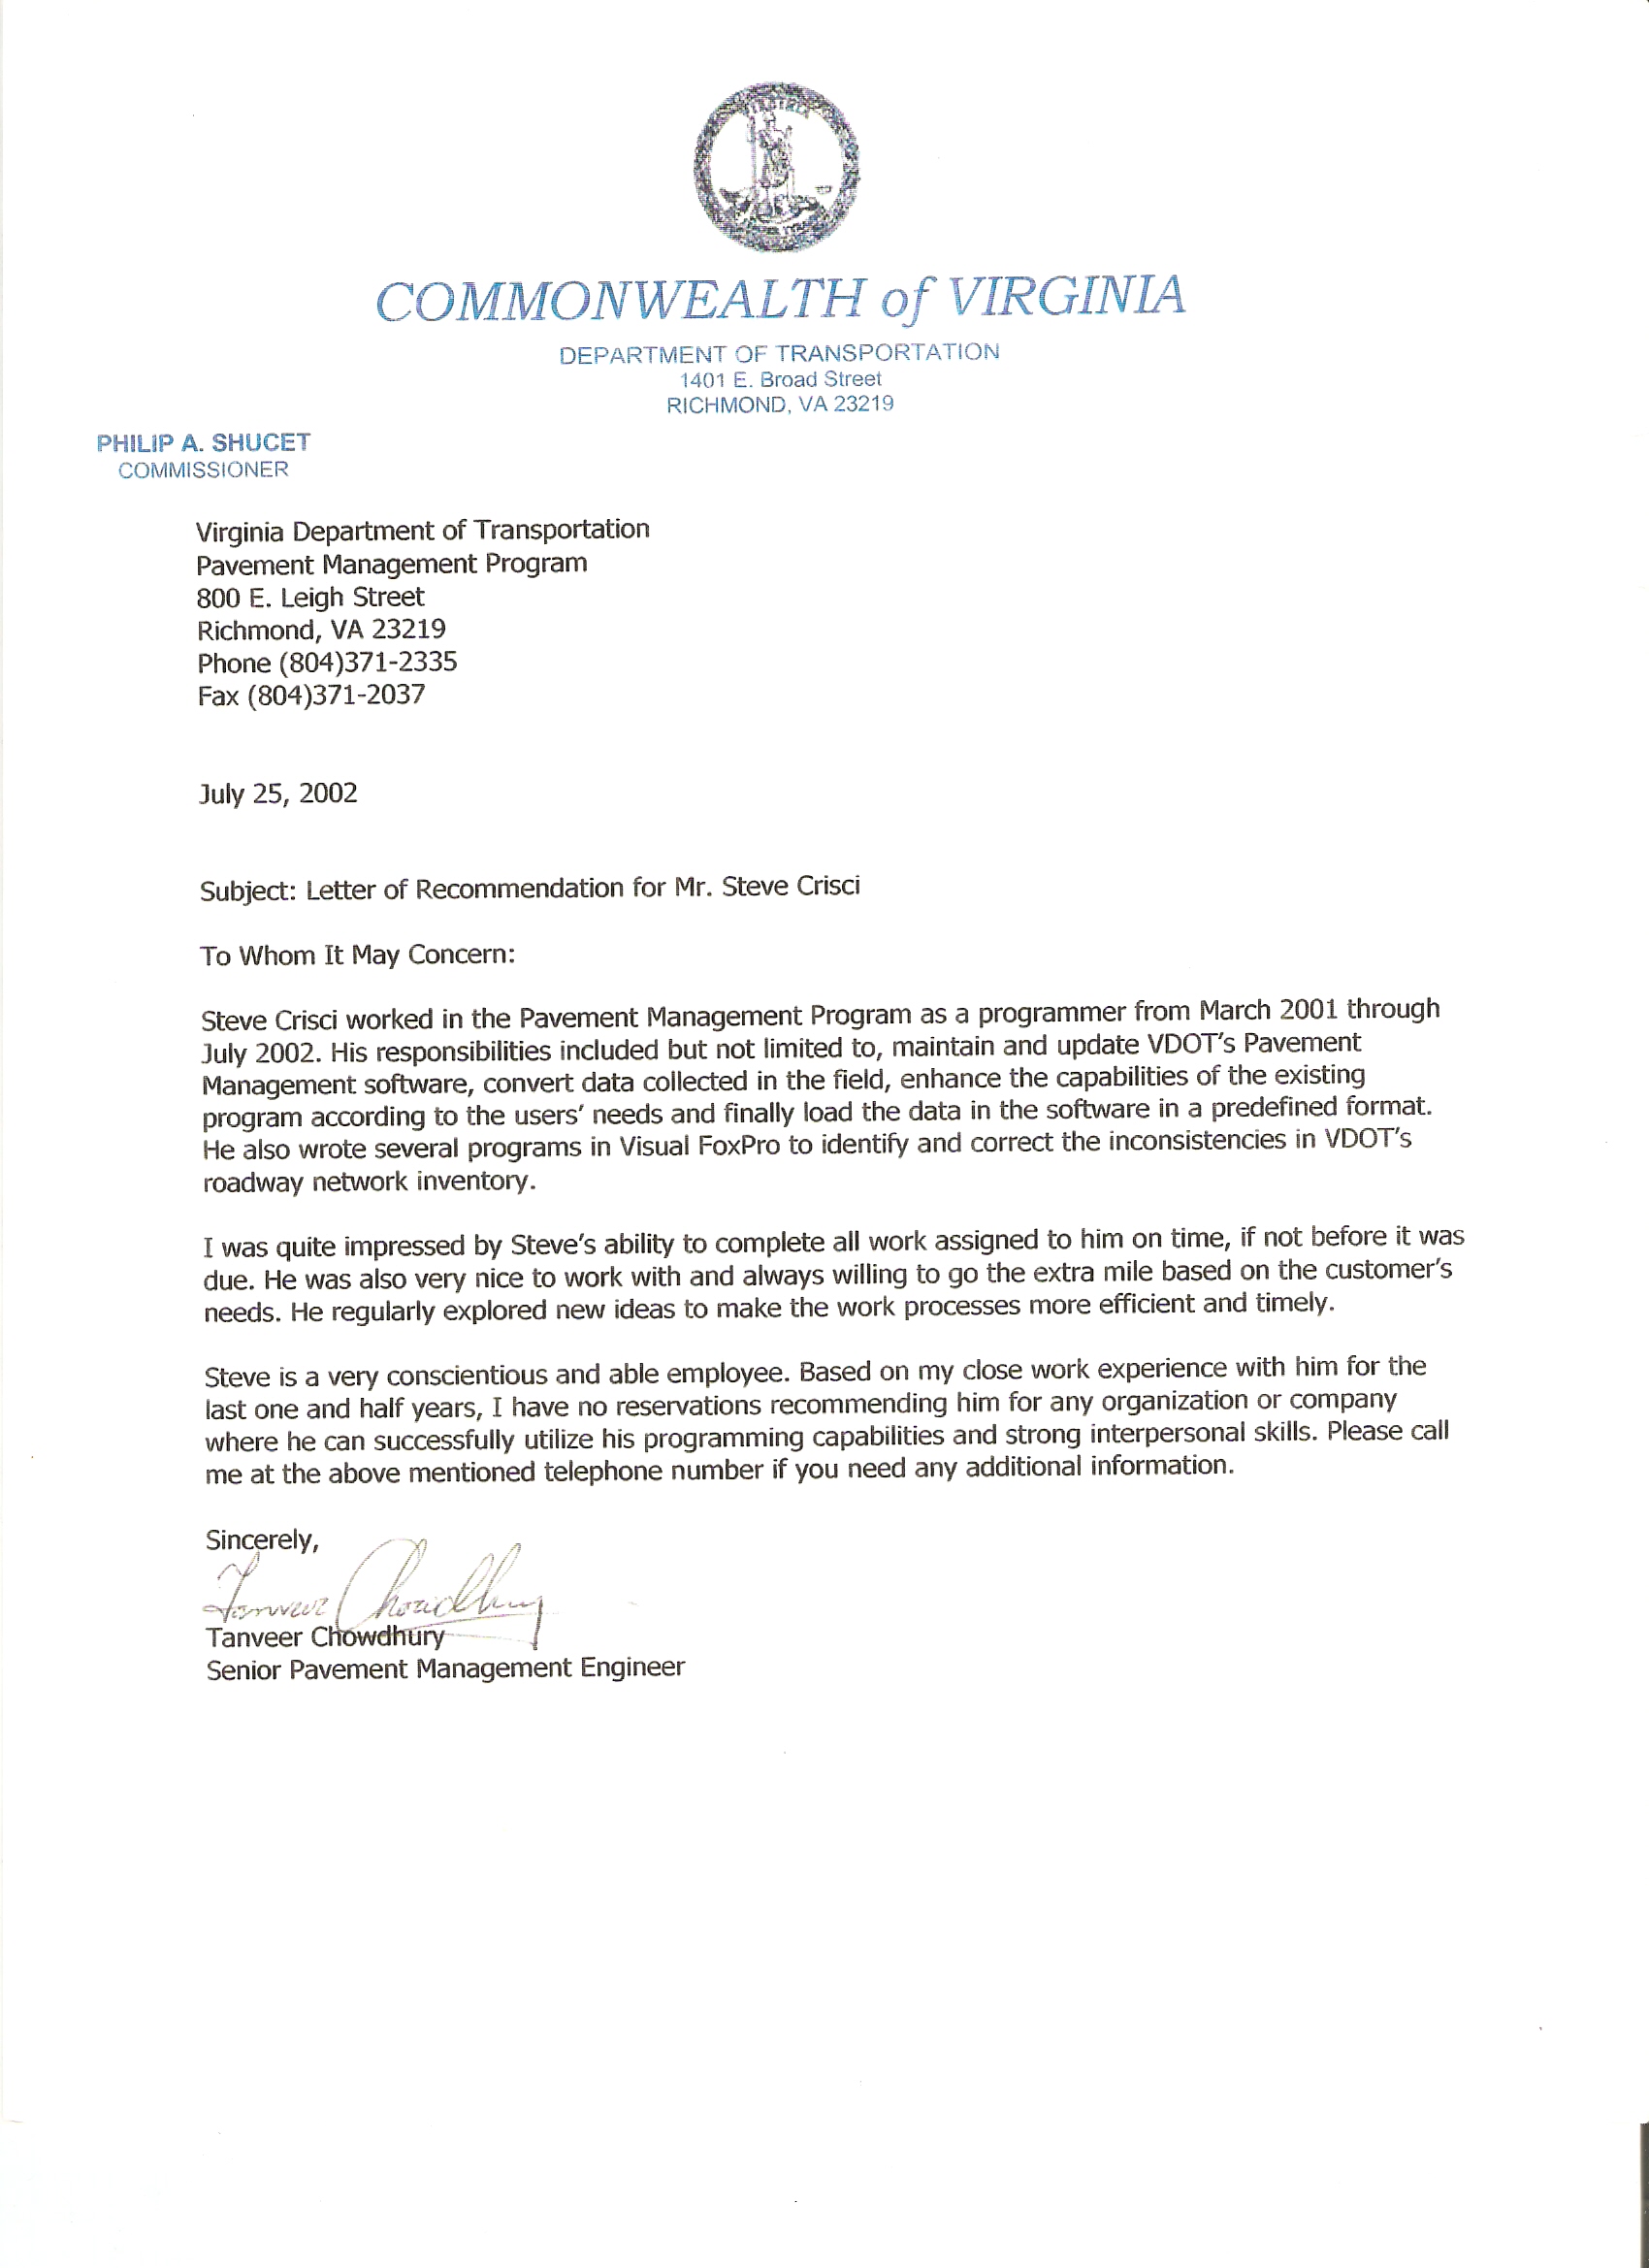 VIRGINIA
COMMONWEALTH of VIRGINIA
DEPARTMENT OF TRANSPORTATION
1401 E. Broad Street
RICHMOND, VA 23219
PHILIP A. SHUCET
COMMISSIONER
Virginia Department of Transportation
Pavement Management Program
800 E. Leigh Street
Richmond, VA 23219
Phone (804)371-2335
Fax (804)371-2037
July 25, 2002
Subject: Letter of Recommendation for Mr. Steve Crisci
To Whom It May Concern:
Steve Crisci worked in the Pavement Management Program as a programmer from March 2001 through
July 2002. His responsibilities included but not limited to, maintain and update VDOT's Pavement
Management software, convert data collected in the field, enhance the capabilities of the existing
program according to the users' needs and finally load the data in the software in a predefined format.
He also wrote several programs in Visual FoxPro to identify and correct the inconsistencies in VDOT's
roadway network inventory.
I was quite impressed by Steve's ability to complete all work assigned to him on time, if not before it was
due. He was also very nice to work with and always willing to go the extra mile based on the customer's
needs. He regularly explored new ideas to make the work processes more efficient and timely.
Steve is a very conscientious and able employee. Based on my close work experience with him for the
last one and half years, I have no reservations recommending him for any organization or company
where he can successfully utilize his programming capabilities and strong interpersonal skills. Please call
me at the above mentioned telephone number if you need any additional information.
Sincerely,
Tanveer Chowdhury
Tanveer Chowdhury
Senior Pavement Management Engineer